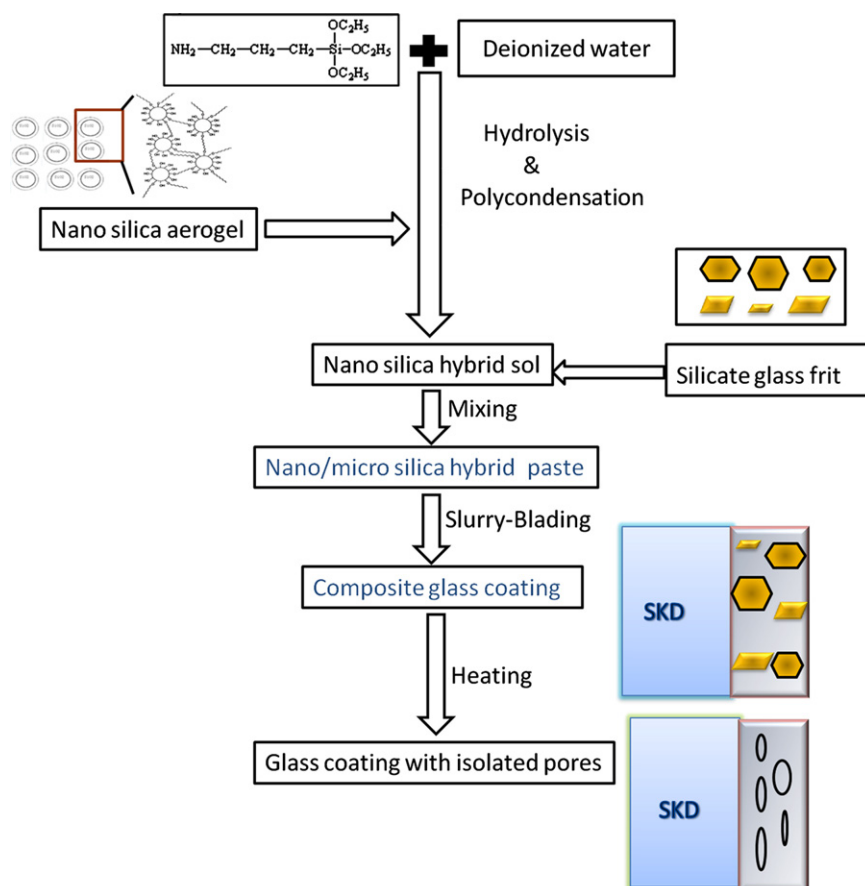 OC₂H₅
NH₂—CH₂—CH₂—CH₂—Si—OC₂H₅
OC₂H₅
Deionized water
Hydrolysis
&
Polycondensation
Nano silica aerogel
Nano silica hybrid sol
Silicate glass frit
Mixing
Nano/micro silica hybrid paste
Slurry-Blading
Composite glass coating
SKD
Heating
Glass coating with isolated pores
SKD